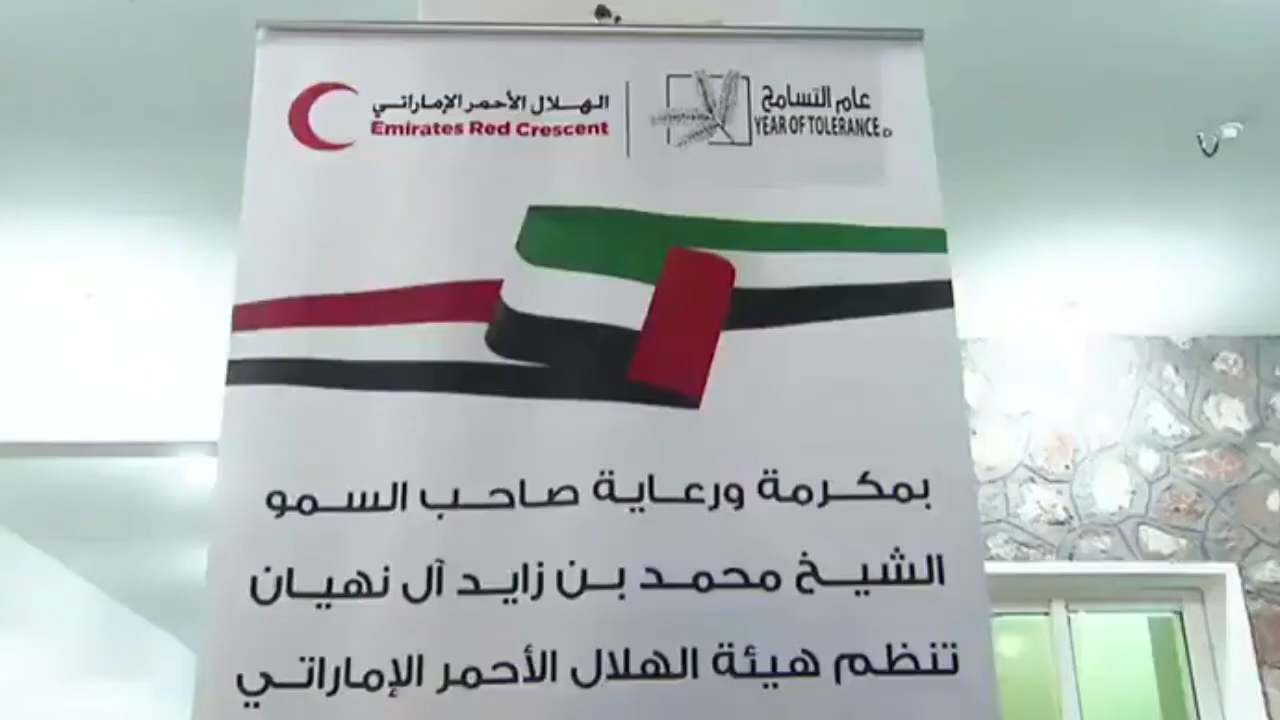 الهلال الأحمر الإماراتي
Emirates Red Crescent
عام التسامح
YEAR OF TOLERANCE
بمكرمة ورعاية صاحب السمو
الشيخ محمد بن زايد آل نهيان
تنظم هيئة الهلال الأحمر الإماراتي